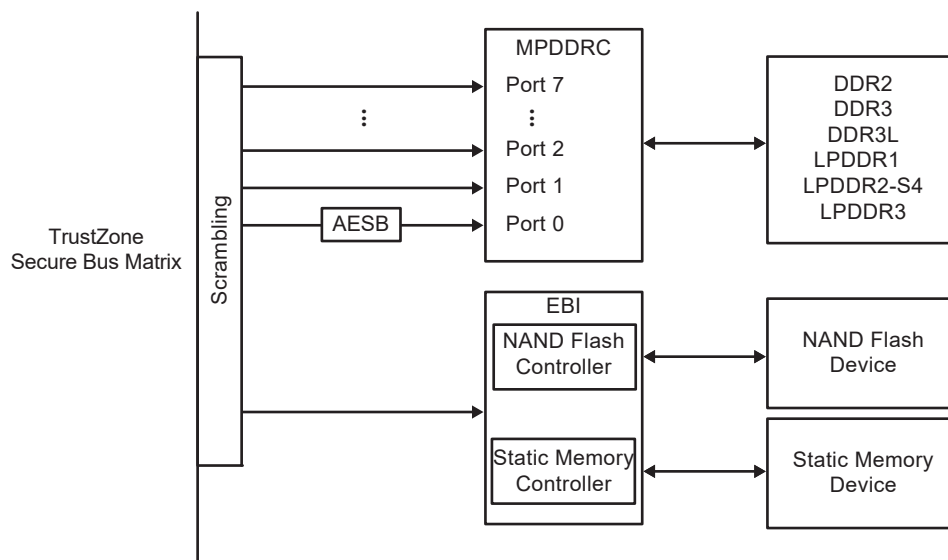 TrustZone
Secure Bus Matrix
Scrambling
AESB
MPDDRC
Port 7
⋮
⋮
Port 2
Port 1
Port 0
DDR2
DDR3
DDR3L
LPDDR1
LPDDR2-S4
LPDDR3
EBI
NAND Flash
Controller
Static Memory
Controller
NAND Flash
Device
Static Memory
Device